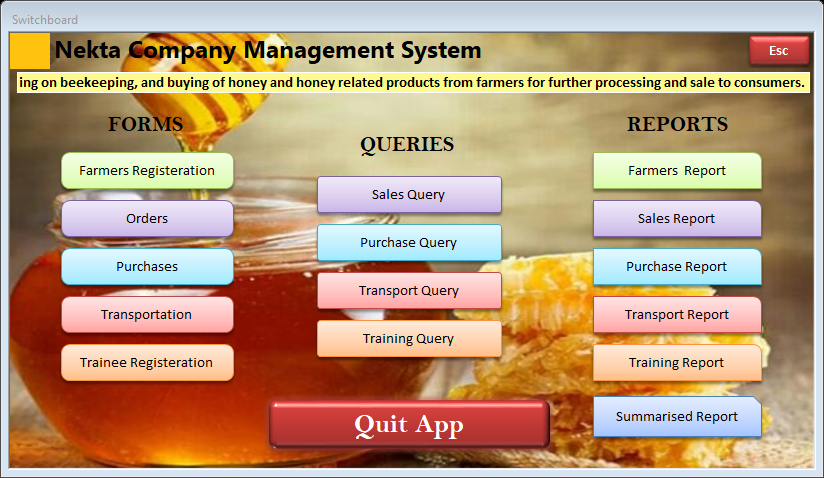 Switchboard
Nekta Company Management System
Esc
ing on beekeeping, and buying of honey and honey related products from farmers for further processing and sale to consumers.
FORMS
Farmers Registeration
Orders
Purchases
Transportation
Trainee Registeration
QUERIES
Sales Query
Purchase Query
Transport Query
Training Query
REPORTS
Farmers Report
Sales Report
Purchase Report
Transport Report
Training Report
Summarised Report
Quit App